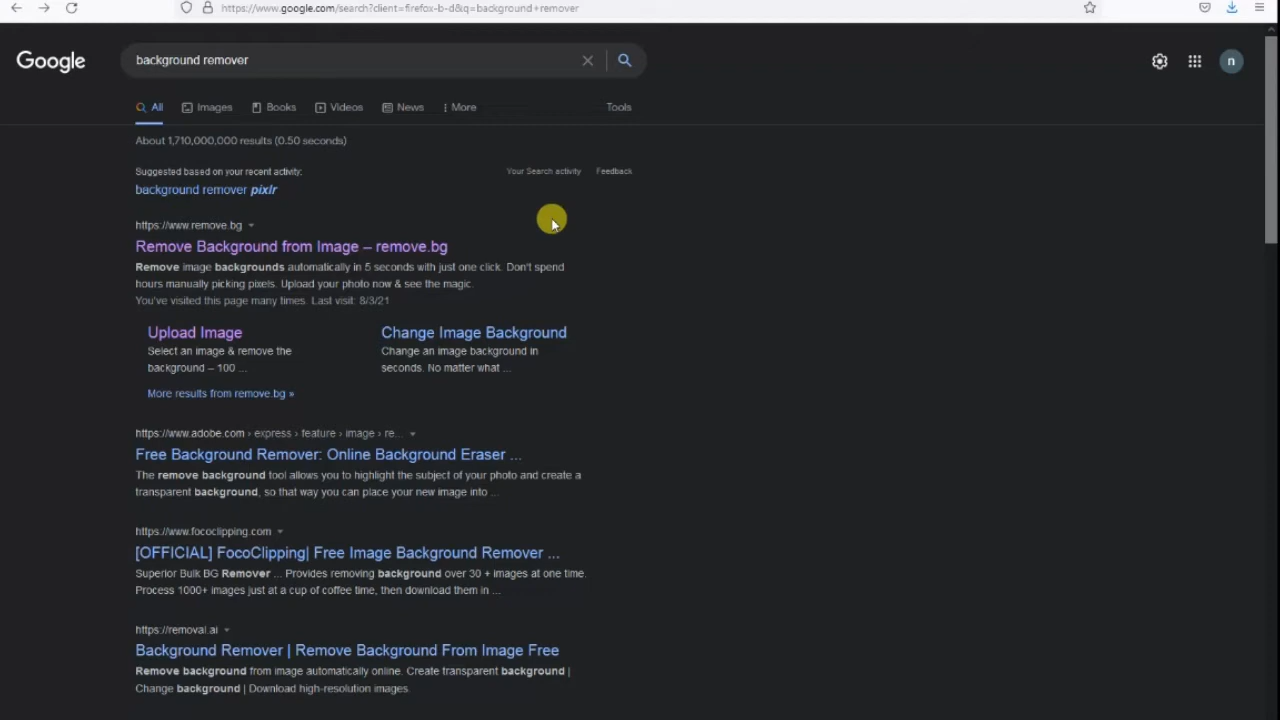 https://www.google.com/search?client=firefox-b-d&q=background+remover
Google
background remover
n
All
Images
Books
Videos
News
More
Tools
About 1,710,000,000 results (0.50 seconds)
Suggested based on your recent activity:
Your Search activity
Feedback
background remover pixlr
https://www.remove.bg
Remove Background from Image – remove.bg
Remove image backgrounds automatically in 5 seconds with just one click. Don't spend
hours manually picking pixels. Upload your photo now & see the magic.
You've visited this page many times. Last visit: 8/3/21
Upload Image
Select an image & remove the
background – 100 ...
Change Image Background
Change an image background in
seconds. No matter what ...
More results from remove.bg »
https://www.adobe.com › express › feature › image › re...
Free Background Remover: Online Background Eraser ...
The remove background tool allows you to highlight the subject of your photo and create a
transparent background, so that way you can place your new image into ...
https://www.fococlipping.com
[OFFICIAL] FocoClipping| Free Image Background Remover ...
Superior Bulk BG Remover ... Provides removing background over 30 + images at one time.
Process 1000+ images just at a cup of coffee time, then download them in ...
https://removal.ai
Background Remover | Remove Background From Image Free
Remove background from image automatically online. Create transparent background |
Change background | Download high-resolution images.